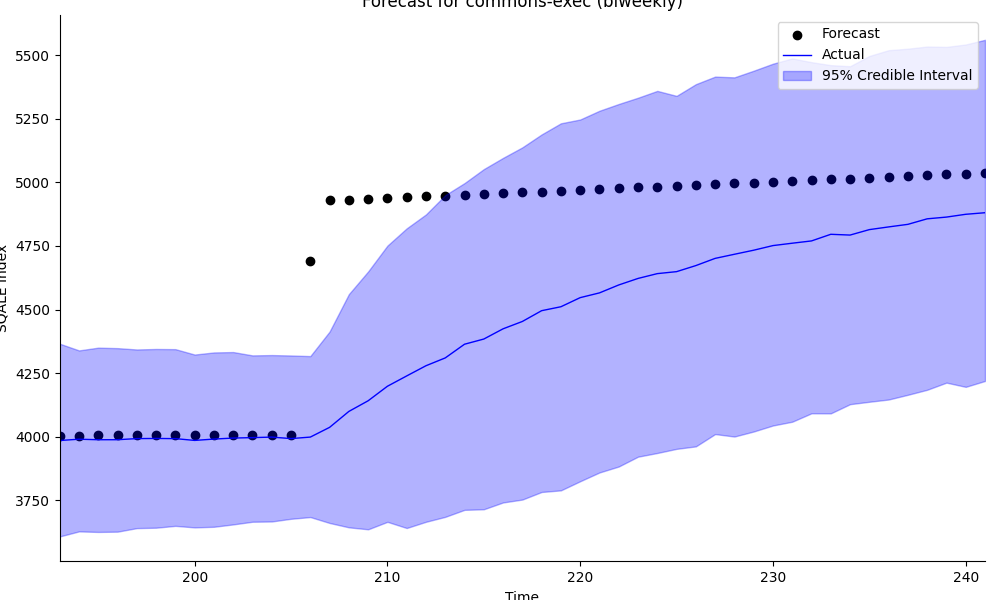 Forecast for commons-exec (biweekly)
Forecast
Actual
95% Credible Interval
5500
5250
5000
4750
4500
4250
4000
3750
SQALE Index
200
210
220
230
240
Time